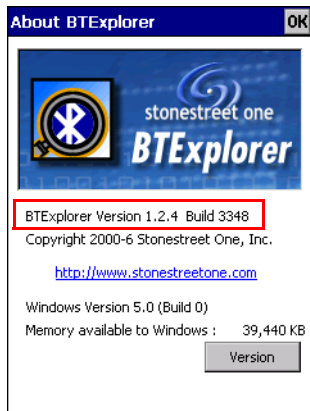 About BTExplorer OK
stonestreet one
BTExplorer
BTExplorer Version 1.2.4 Build 3348
Copyright 2000-6 Stonestreet One, Inc.
http://www.stonestreetone.com
Windows Version 5.0 (Build 0)
Memory available to Windows : 39,440 KB
Version